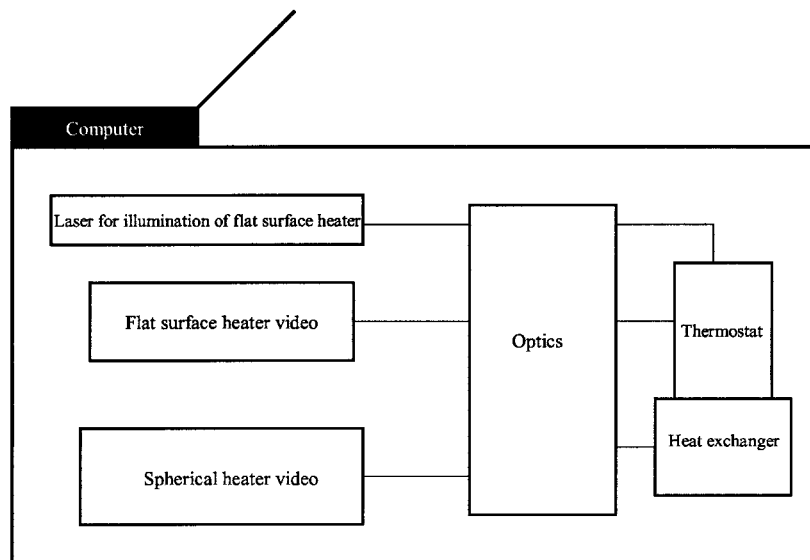 Computer
Laser for illumination of flat surface heater
Flat surface heater video
Optics
Thermostat
Heat exchanger
Spherical heater video